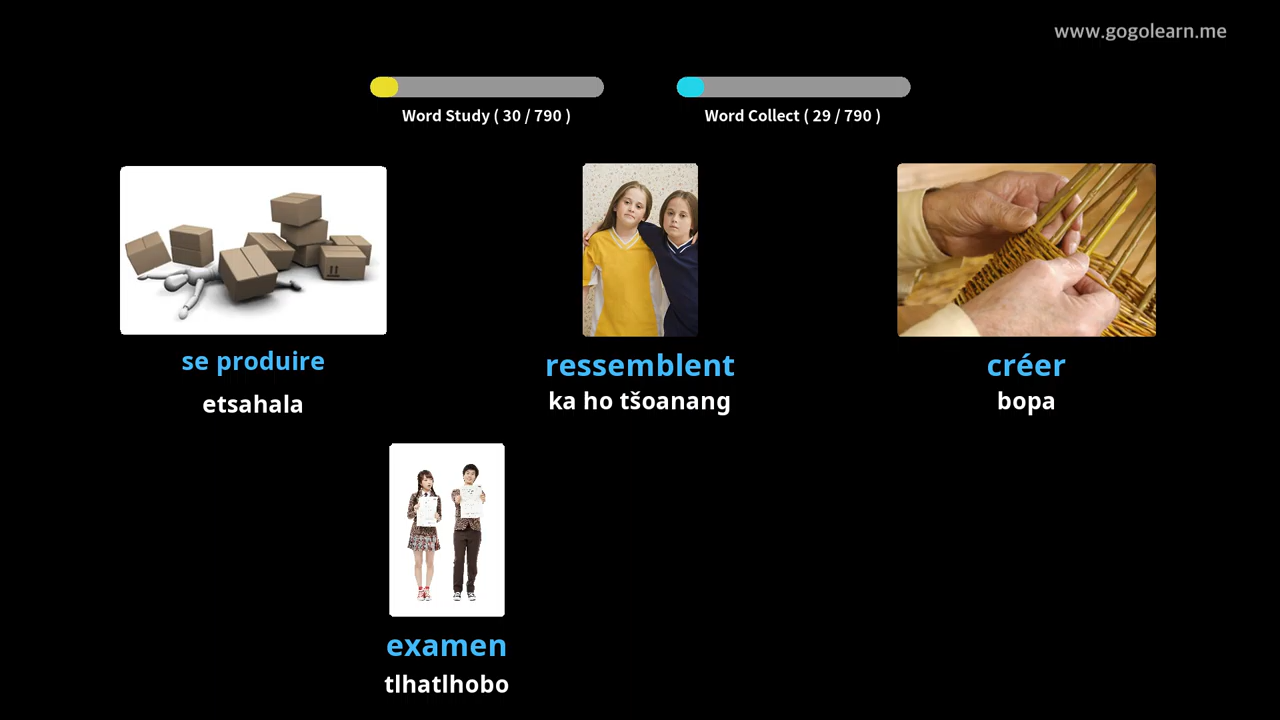 www.gogolearn.me
Word Study ( 30 / 790 )
Word Collect ( 29 / 790 )
se produire
etsahala
ressemblent
ka ho tšoanang
créer
bopa
examen
tlhatlhobo